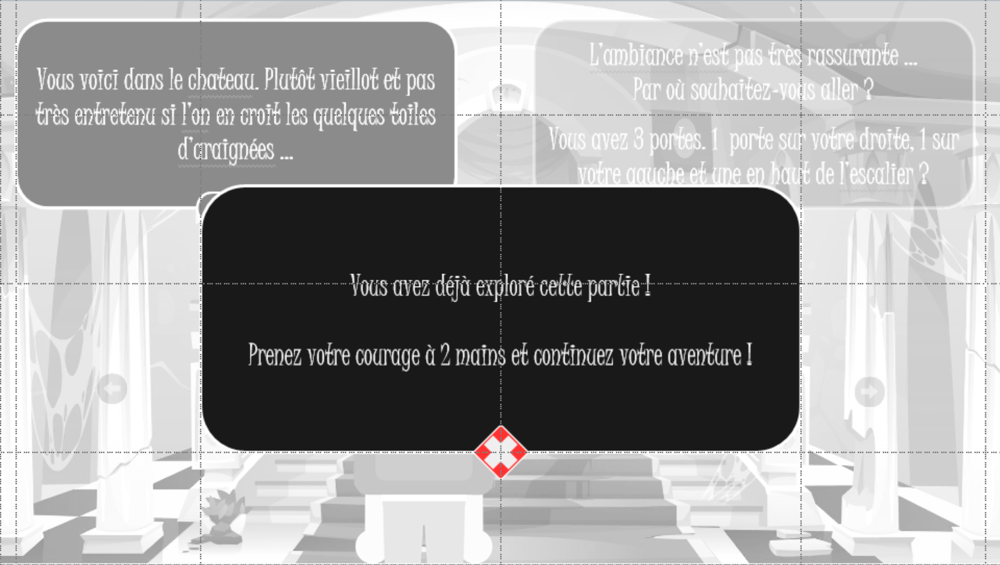 Vous voici dans le chateau. Plutôt vieillot et pas
très entretenu si l'on en croit les quelques toiles
d'araignées ...
L'ambiance n'est pas très rassurante ...
Par où souhaitez-vous aller ?
Vous avez 3 portes. 1 porte sur votre droite, 1 sur
votre gauche et une en haut de l'escalier ?
Vous avez déjà exploré cette partie !
Prenez votre courage à 2 mains et continuez votre aventure !